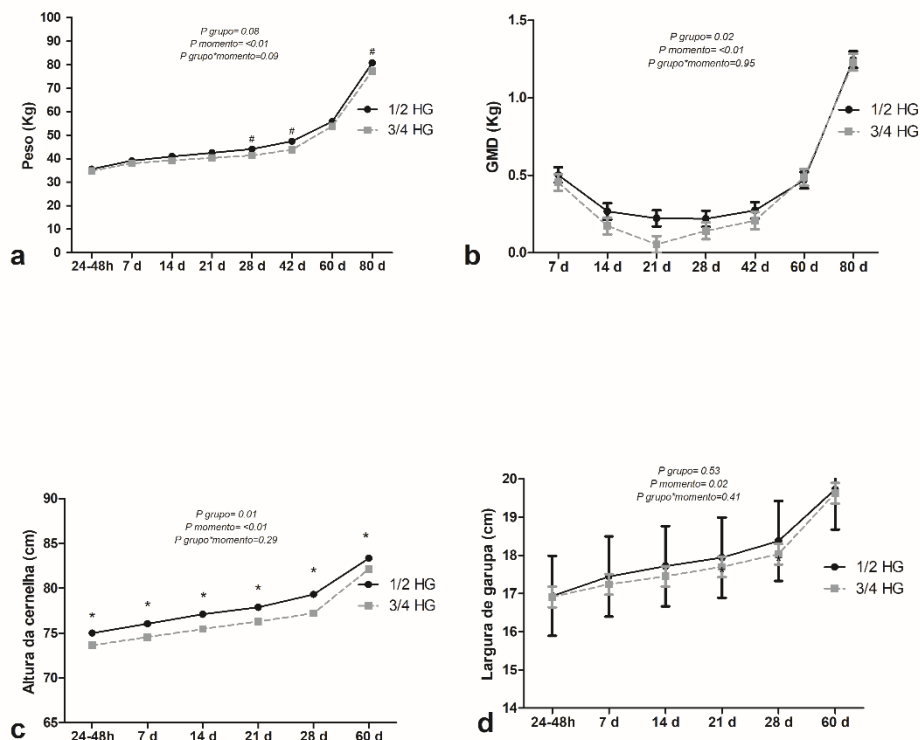 P grupo= 0.08
P momento= <0.01
P grupo*momento=0.09
Peso (Kg)
100
90
80
70
60
50
40
30
20
10
0
# # #
1/2 HG
3/4 HG
24-48h 7 d 14 d 21 d 28 d 42 d 60 d 80 d
a
P grupo= 0.02
P momento= <0.01
P grupo*momento= 0.95
GMD (Kg)
1.5
1.0
0.5
0.0
1/2 HG
3/4 HG
7 d 14 d 21 d 28 d 42 d 60 d 80 d
b
P grupo= 0.01
P momento= <0.01
P grupo*momento=0.29
Altura da cernelha (cm)
90
85
80
75
70
65
* * * * * *
1/2 HG
3/4 HG
24-48h 7 d 14 d 21 d 28 d 60 d
c
P grupo= 0.53
P momento= 0.02
P grupo*momento=0.41
Largura de garupa (cm)
20
19
18
17
16
15
14
1/2 HG
3/4 HG
24-48h 7 d 14 d 21 d 28 d 60 d
d